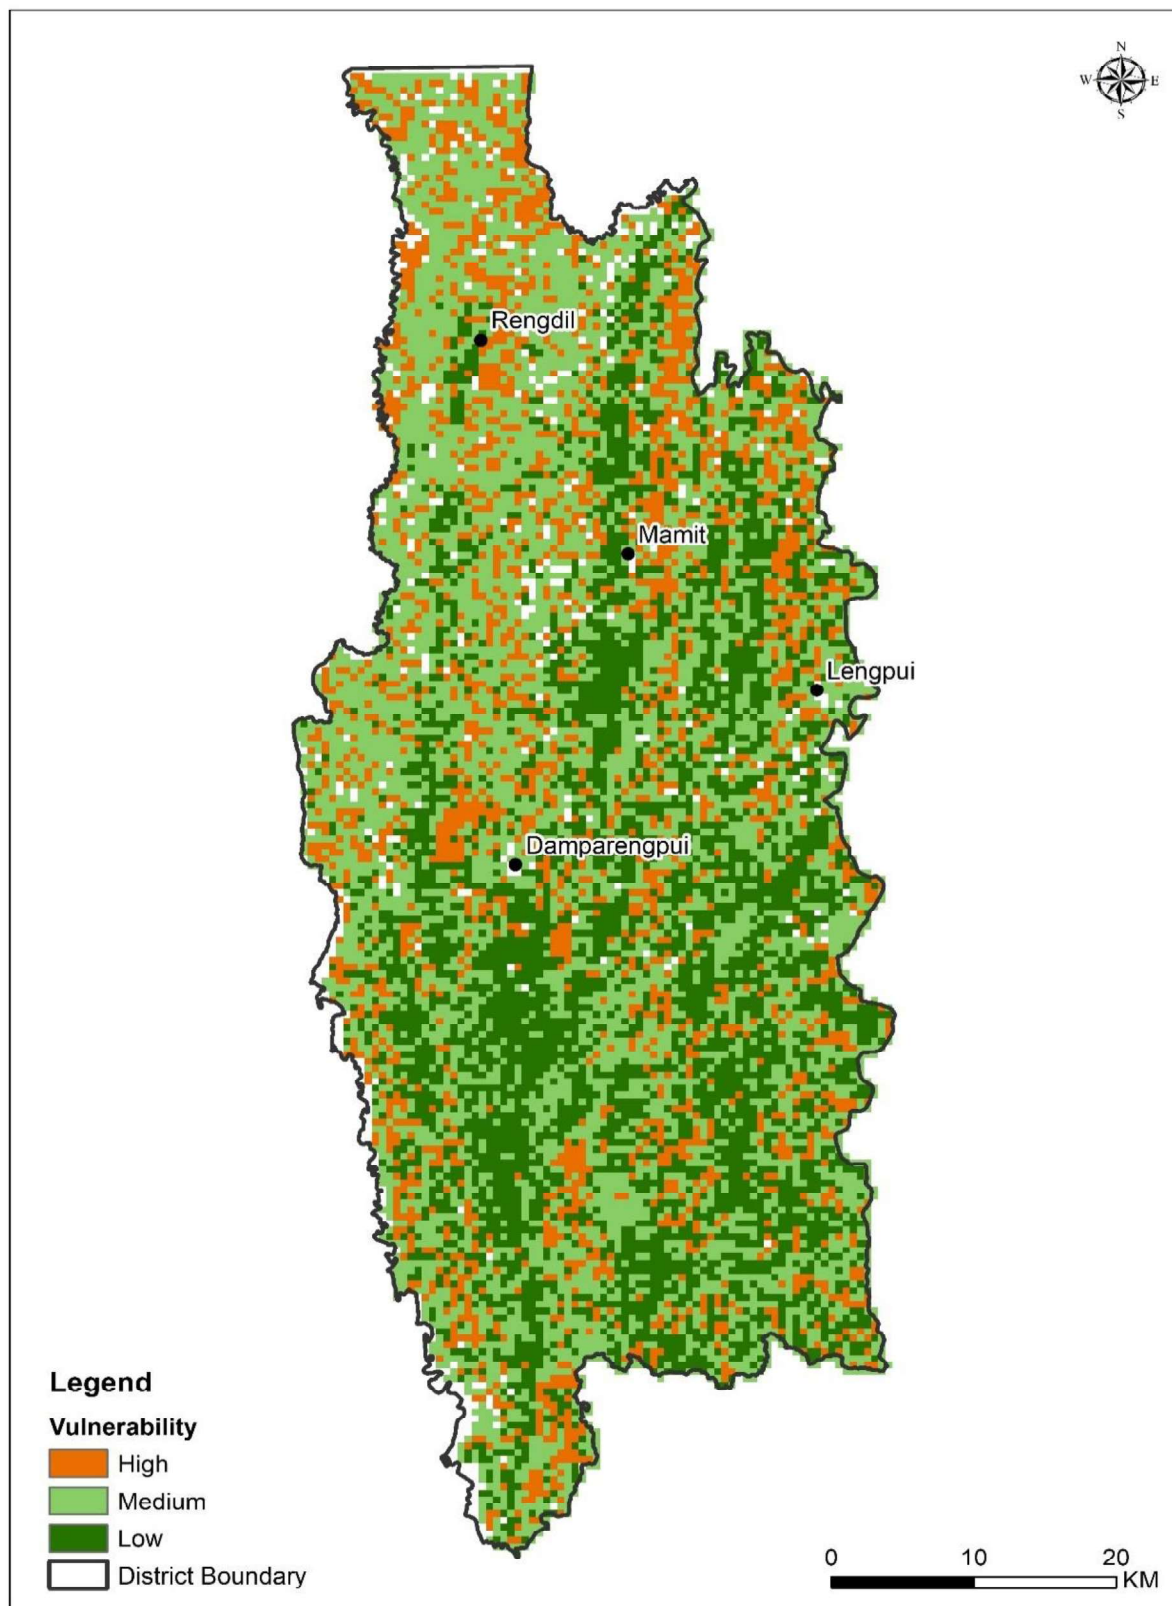 N
W E
S
Rengdil
Mamit
Lengpui
Damparengpui
Legend
Vulnerability
High
Medium
Low
District Boundary
0 10 20
KM